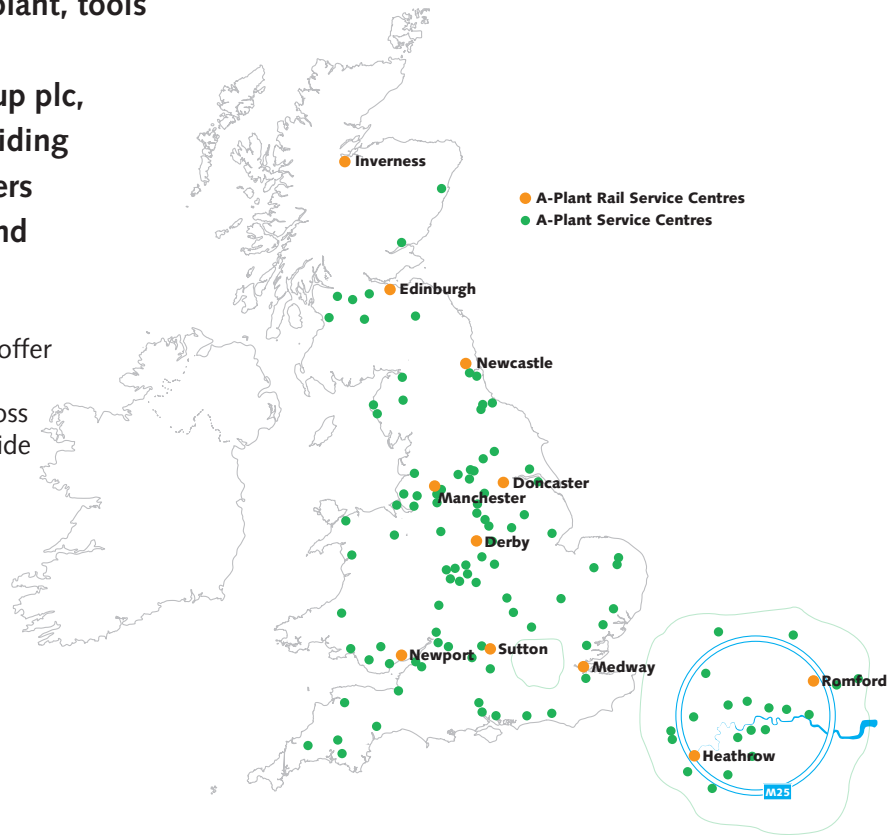 plant, tools
up plc,
iding
ers
nd
offer
oss
ide
Inverness
A-Plant Rail Service Centres
A-Plant Service Centres
Edinburgh
Newcastle
Doncaster
Manchester
Derby
Newport
Sutton
Medway
Romford
Heathrow
M25